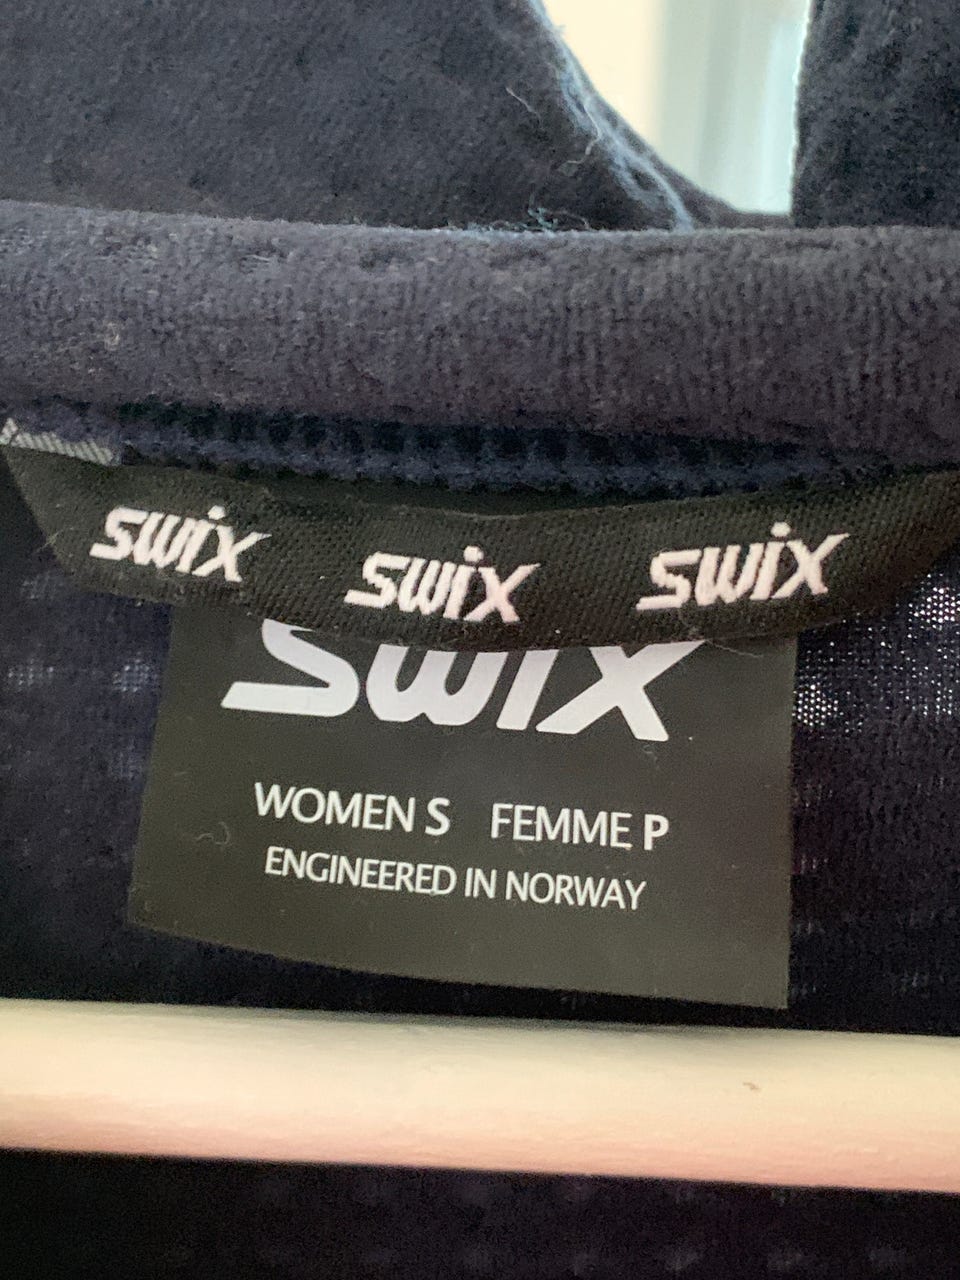 swix swix swix
Swix
WOMEN S FEMME P
ENGINEERED IN NORWAY